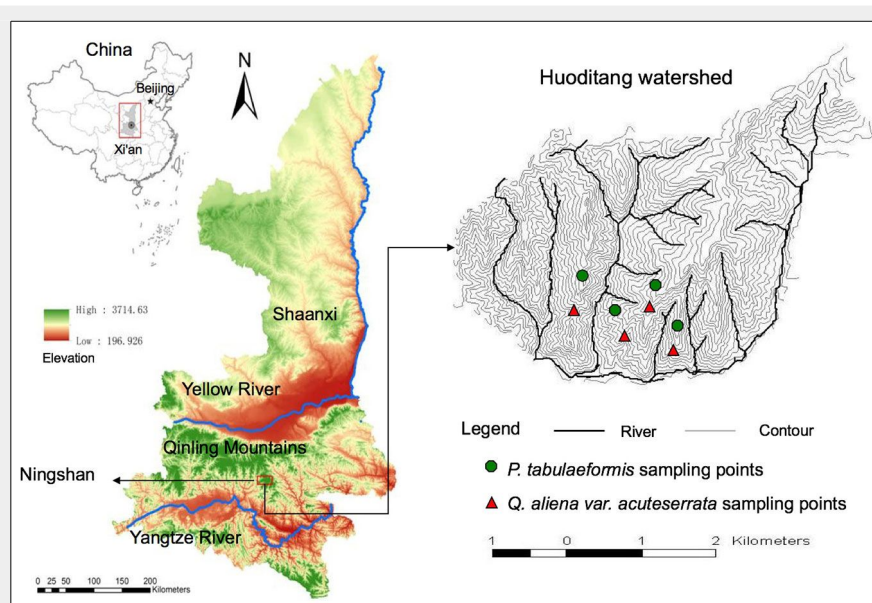 China
Beijing
Xi'an
N
Huoditang watershed
High : 3714.63
Low : 196.926
Elevation
Shaanxi
Yellow River
Qinling Mountains
Ningshan
Yangtze River
0 25 50 100 150 200
Kilometers
Legend River Contour
P. tabulaeformis sampling points
Q. aliena var. acuteserrata sampling points
1 0 1 2 Kilometers